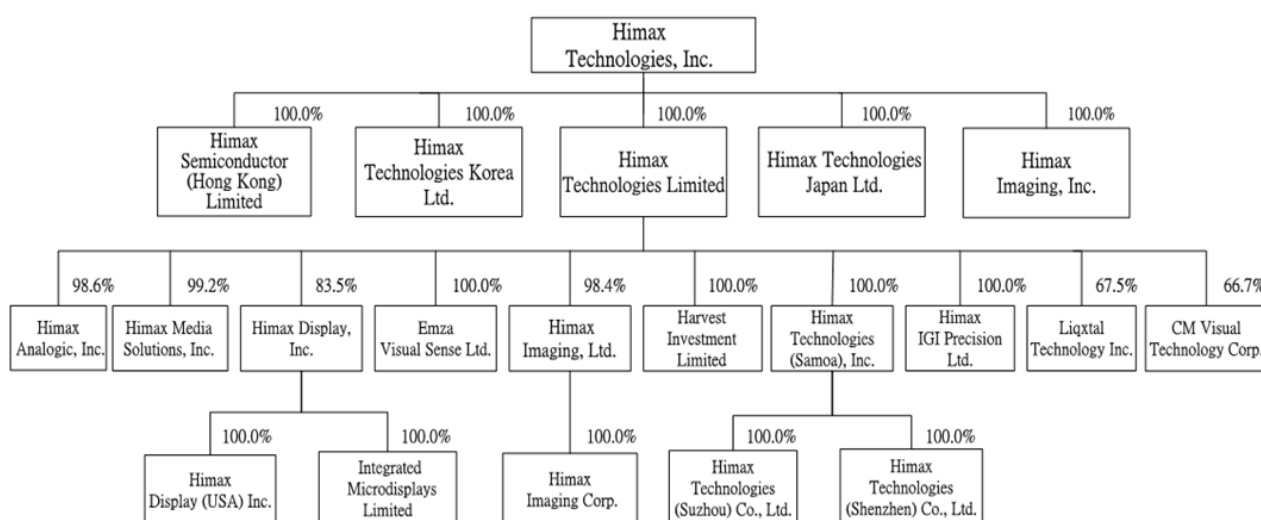 Himax
Technologies, Inc.
100.0%
100.0%
100.0%
100.0%
100.0%
Himax
Semiconductor
(Hong Kong)
Limited
Himax
Technologies Korea
Ltd.
Himax
Technologies Limited
Himax Technologies
Japan Ltd.
Himax
Imaging, Inc.
98.6%
99.2%
83.5%
100.0%
98.4%
100.0%
100.0%
100.0%
67.5%
66.7%
Himax
Analogic, Inc.
Himax Media
Solutions, Inc.
Himax Display,
Inc.
Emza
Visual Sense Ltd.
Himax
Imaging, Ltd.
Harvest
Investment
Limited
Himax
Technologies
(Samoa), Inc.
Himax
IGI Precision
Ltd.
Liqxtal
Technology Inc.
CM Visual
Technology Corp.
100.0%
100.0%
100.0%
100.0%
100.0%
Himax
Display (USA) Inc.
Integrated
Microdisplays
Limited
Himax
Imaging Corp.
Himax
Technologies
(Suzhou) Co., Ltd.
Himax
Technologies
(Shenzhen) Co., Ltd.